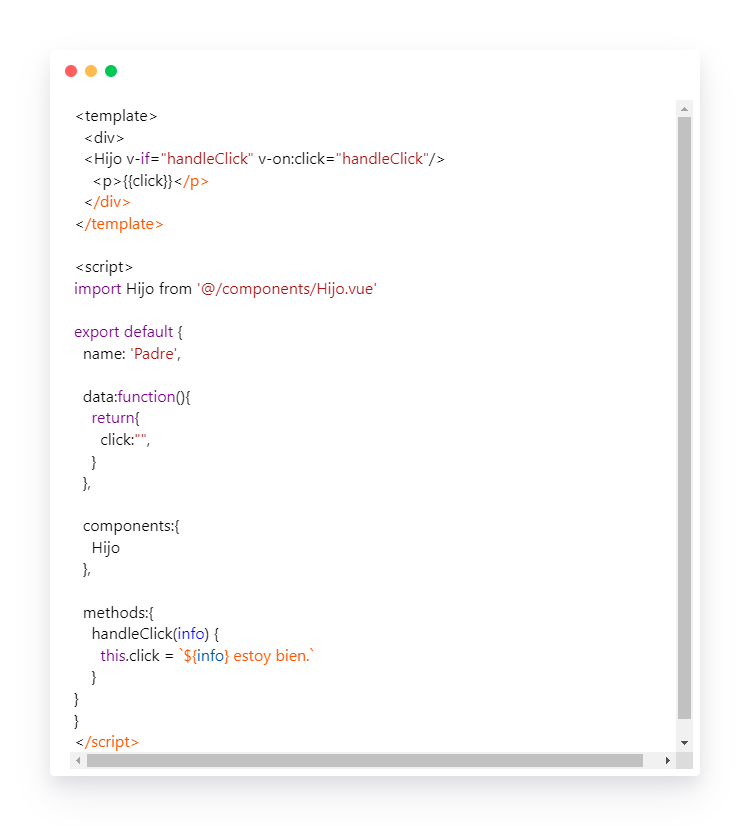 <template>
  <div>
  <Hijo v-if="handleClick" v-on:click="handleClick"/>
    <p>{{click}}</p>
  </div>
</template>

<script>
import Hijo from '@/components/Hijo.vue'

export default {
  name: 'Padre',

  data:function(){
    return{
      click:"",
    }
  },

  components:{
    Hijo
  },

  methods:{
    handleClick(info) {
      this.click = `${info} estoy bien.`
    }
}
}
</script>